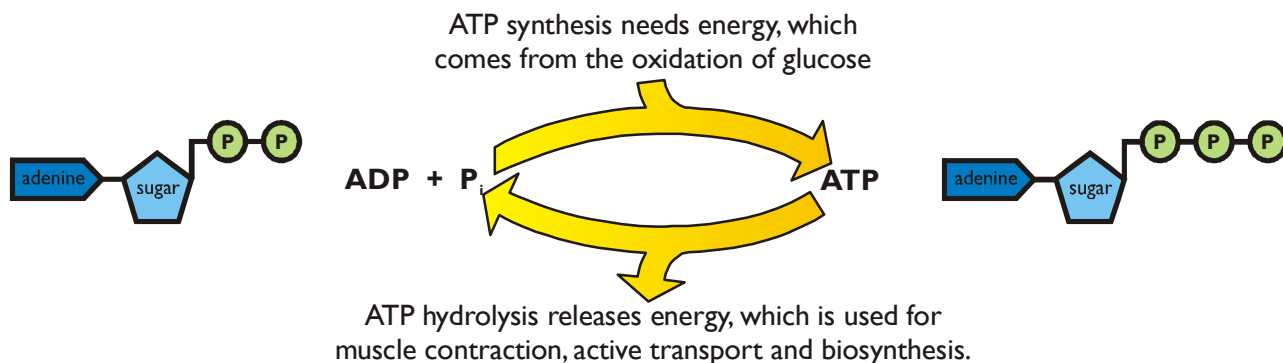 ATP synthesis needs energy, which
comes from the oxidation of glucose
P P
adenine
sugar
ADP + Pi
ATP
P P P
adenine
sugar
ATP hydrolysis releases energy, which is used for
muscle contraction, active transport and biosynthesis.